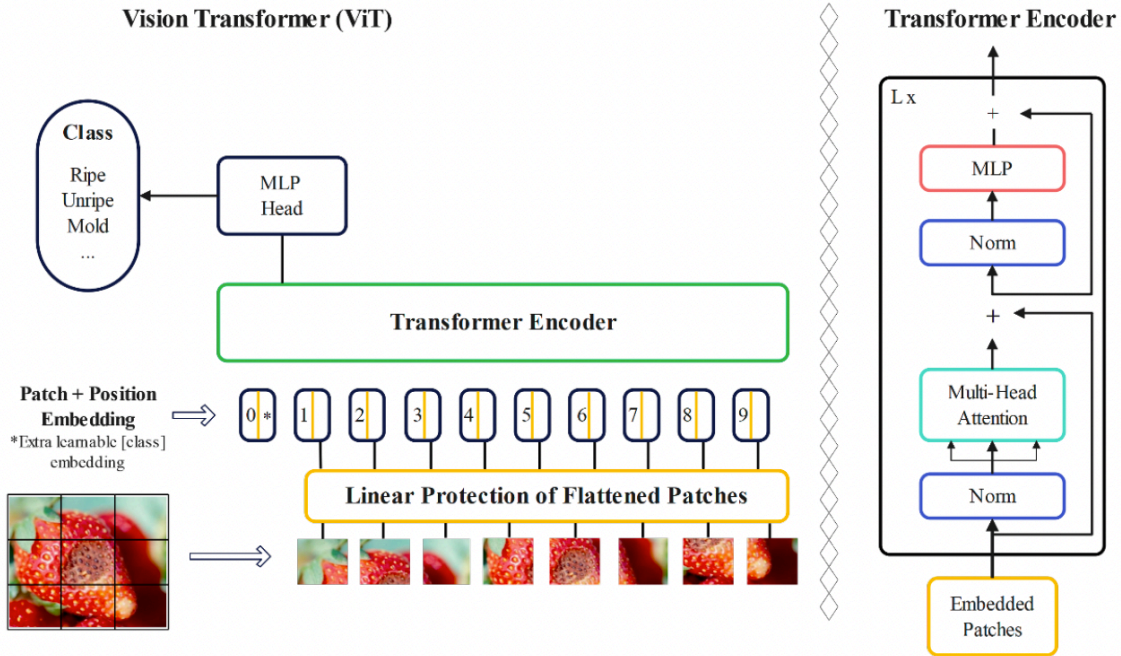 Vision Transformer (ViT)
Class
Ripe
Unripe
Mold
...
MLP
Head
Transformer Encoder
Patch + Position
Embedding
*Extra learnable [class]
embedding
0 * 1 2 3 4 5 6 7 8 9
Linear Protection of Flattened Patches
Transformer Encoder
L x
+
MLP
Norm
+
Multi-Head
Attention
Norm
Embedded
Patches